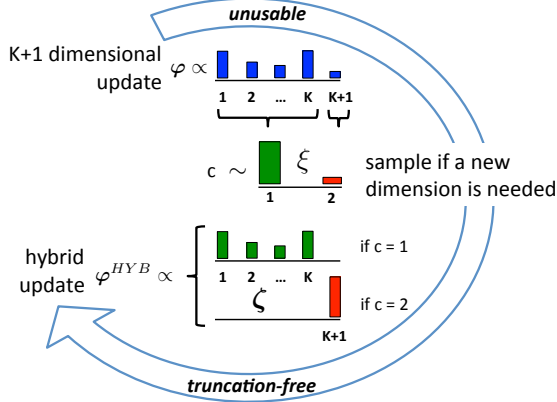 unusable
K+1 dimensional
update φ ∝
1 2 ... K K+1
c ∼ ξ
1 2
sample if a new
dimension is needed
hybrid
update φ^HYB ∝
if c = 1
1 2 ... K
ζ
if c = 2
K+1
truncation-free